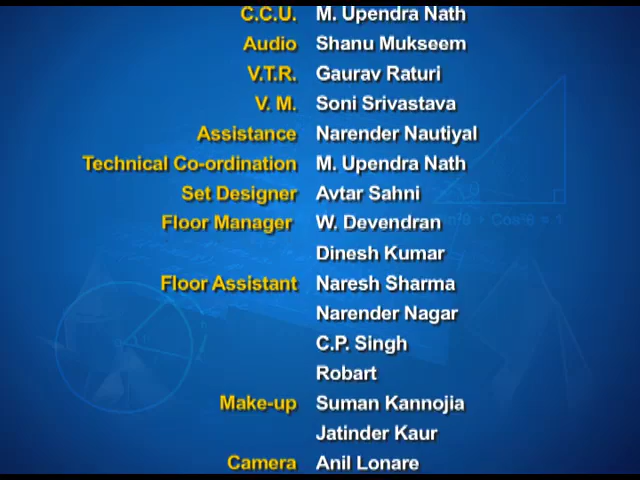 C.C.U. M. Upendra Nath
Audio Shanu Mukseem
V.T.R. Gaurav Raturi
V. M. Soni Srivastava
Assistance Narender Nautiyal
Technical Co-ordination M. Upendra Nath
Set Designer Avtar Sahni
Floor Manager W. Devendran
Dinesh Kumar
Floor Assistant Naresh Sharma
Narender Nagar
C.P. Singh
Robart
Make-up Suman Kannojia
Jatinder Kaur
Camera Anil Lonare